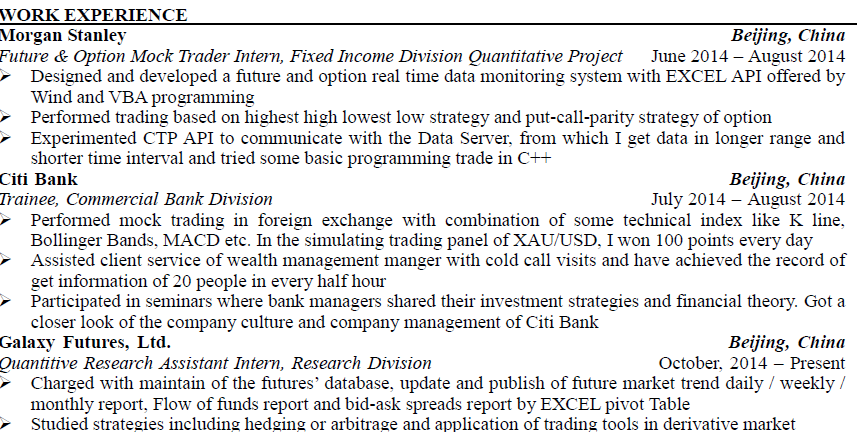 WORK EXPERIENCE
Morgan Stanley Beijing, China
Future & Option Mock Trader Intern, Fixed Income Division Quantitative Project June 2014 – August 2014
➢ Designed and developed a future and option real time data monitoring system with EXCEL API offered by
Wind and VBA programming
➢ Performed trading based on highest high lowest low strategy and put-call-parity strategy of option
➢ Experimented CTP API to communicate with the Data Server, from which I get data in longer range and
shorter time interval and tried some basic programming trade in C++
Citi Bank Beijing, China
Trainee, Commercial Bank Division July 2014 – August 2014
➢ Performed mock trading in foreign exchange with combination of some technical index like K line,
Bollinger Bands, MACD etc. In the simulating trading panel of XAU/USD, I won 100 points every day
➢ Assisted client service of wealth management manger with cold call visits and have achieved the record of
get information of 20 people in every half hour
➢ Participated in seminars where bank managers shared their investment strategies and financial theory. Got a
closer look of the company culture and company management of Citi Bank
Galaxy Futures, Ltd. Beijing, China
Quantitive Research Assistant Intern, Research Division October, 2014 – Present
➢ Charged with maintain of the futures' database, update and publish of future market trend daily / weekly /
monthly report, Flow of funds report and bid-ask spreads report by EXCEL pivot Table
➢ Studied strategies including hedging or arbitrage and application of trading tools in derivative market